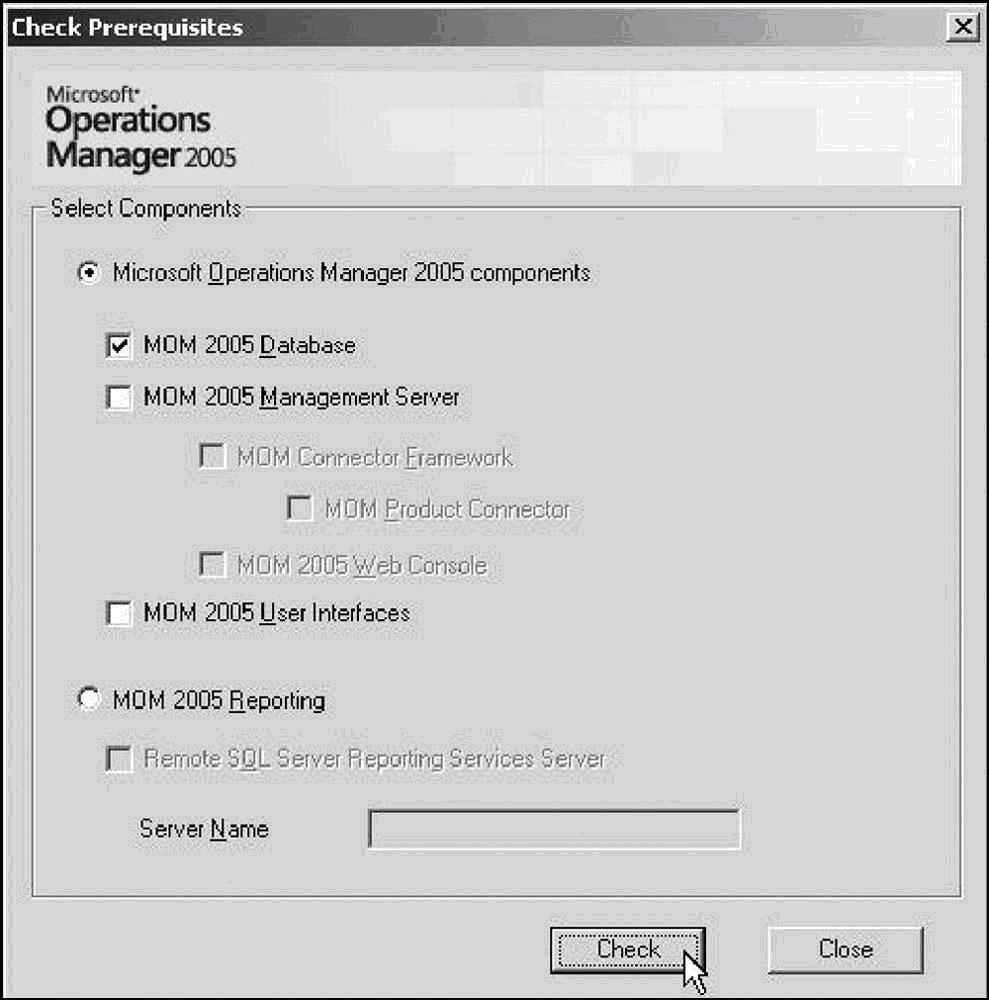 Check Prerequisites
Microsoft
Operations
Manager 2005
Select Components
Microsoft Operations Manager 2005 components
MOM 2005 Database
MOM 2005 Management Server
MOM Connector Framework
MOM Product Connector
MOM 2005 Web Console
MOM 2005 User Interfaces
MOM 2005 Reporting
Remote SQL Server Reporting Services Server
Server Name
Check Close